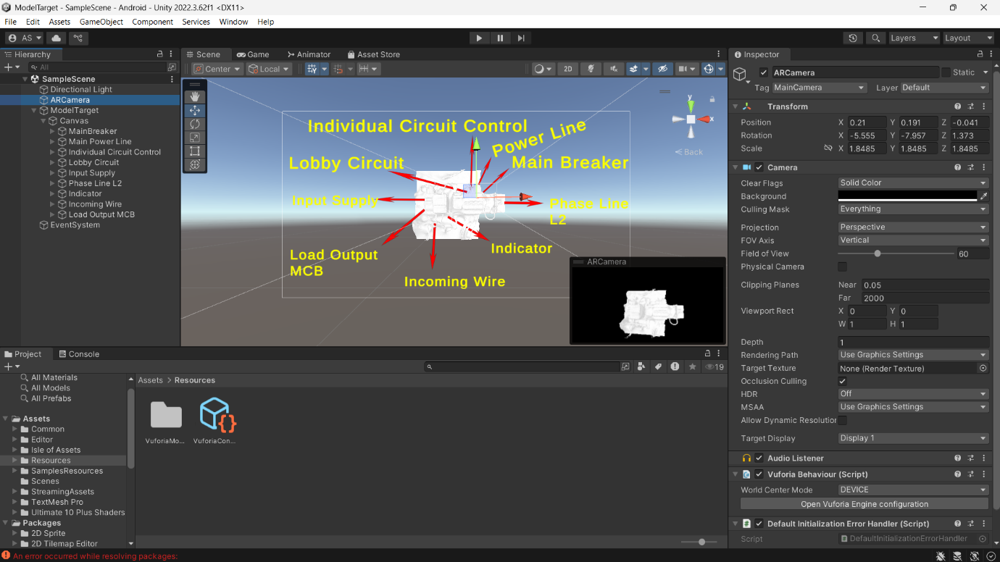 ModelTarget - SampleScene - Android - Unity 2022.3.62f1 <DX11>
File Edit Assets GameObject Component Services Window Help
AS
Layers
Layout
Hierarchy
All
SampleScene
Directional Light
ARCamera
ModelTarget
Canvas
MainBreaker
Main Power Line
Individual Circuit Control
Lobby Circuit
Input Supply
Phase Line L2
Indicator
Incoming Wire
Load Output MCB
EventSystem
Scene Game Animator Asset Store
Center Local 2D
y
x
Back
Individual Circuit Control
Power Line
Lobby Circuit
Main Breaker
Input Supply
Phase Line
L2
Indicator
Load Output
MCB
Incoming Wire
ARCamera
Inspector
ARCamera Static
Tag MainCamera Layer Default
Transform
Position X 0.21 Y 0.191 Z -0.041
Rotation X -5.555 Y -7.957 Z 1.373
Scale X 1.8485 Y 1.8485 Z 1.8485
Camera
Clear Flags Solid Color
Background
Culling Mask Everything
Projection Perspective
FOV Axis Vertical
Field of View 60
Physical Camera
Clipping Planes Near 0.05
Far 2000
Viewport Rect X 0 Y 0
W 1 H 1
Depth 1
Rendering Path Use Graphics Settings
Target Texture None (Render Texture)
Occlusion Culling
HDR Off
MSAA Use Graphics Settings
Allow Dynamic Resolution
Target Display Display 1
Audio Listener
Vuforia Behaviour (Script)
World Center Mode DEVICE
Open Vuforia Engine configuration
Default Initialization Error Handler (Script)
Script DefaultInitializationErrorHandler
Project Console
19
All Materials
All Models
All Prefabs
Assets
Common
Editor
Isle of Assets
Resources
SamplesResources
Scenes
StreamingAssets
TextMesh Pro
Ultimate 10 Plus Shaders
Packages
2D Sprite
2D Tilemap Editor
Assets > Resources
VuforiaMo... VuforiaCon...
An error occurred while resolving packages: